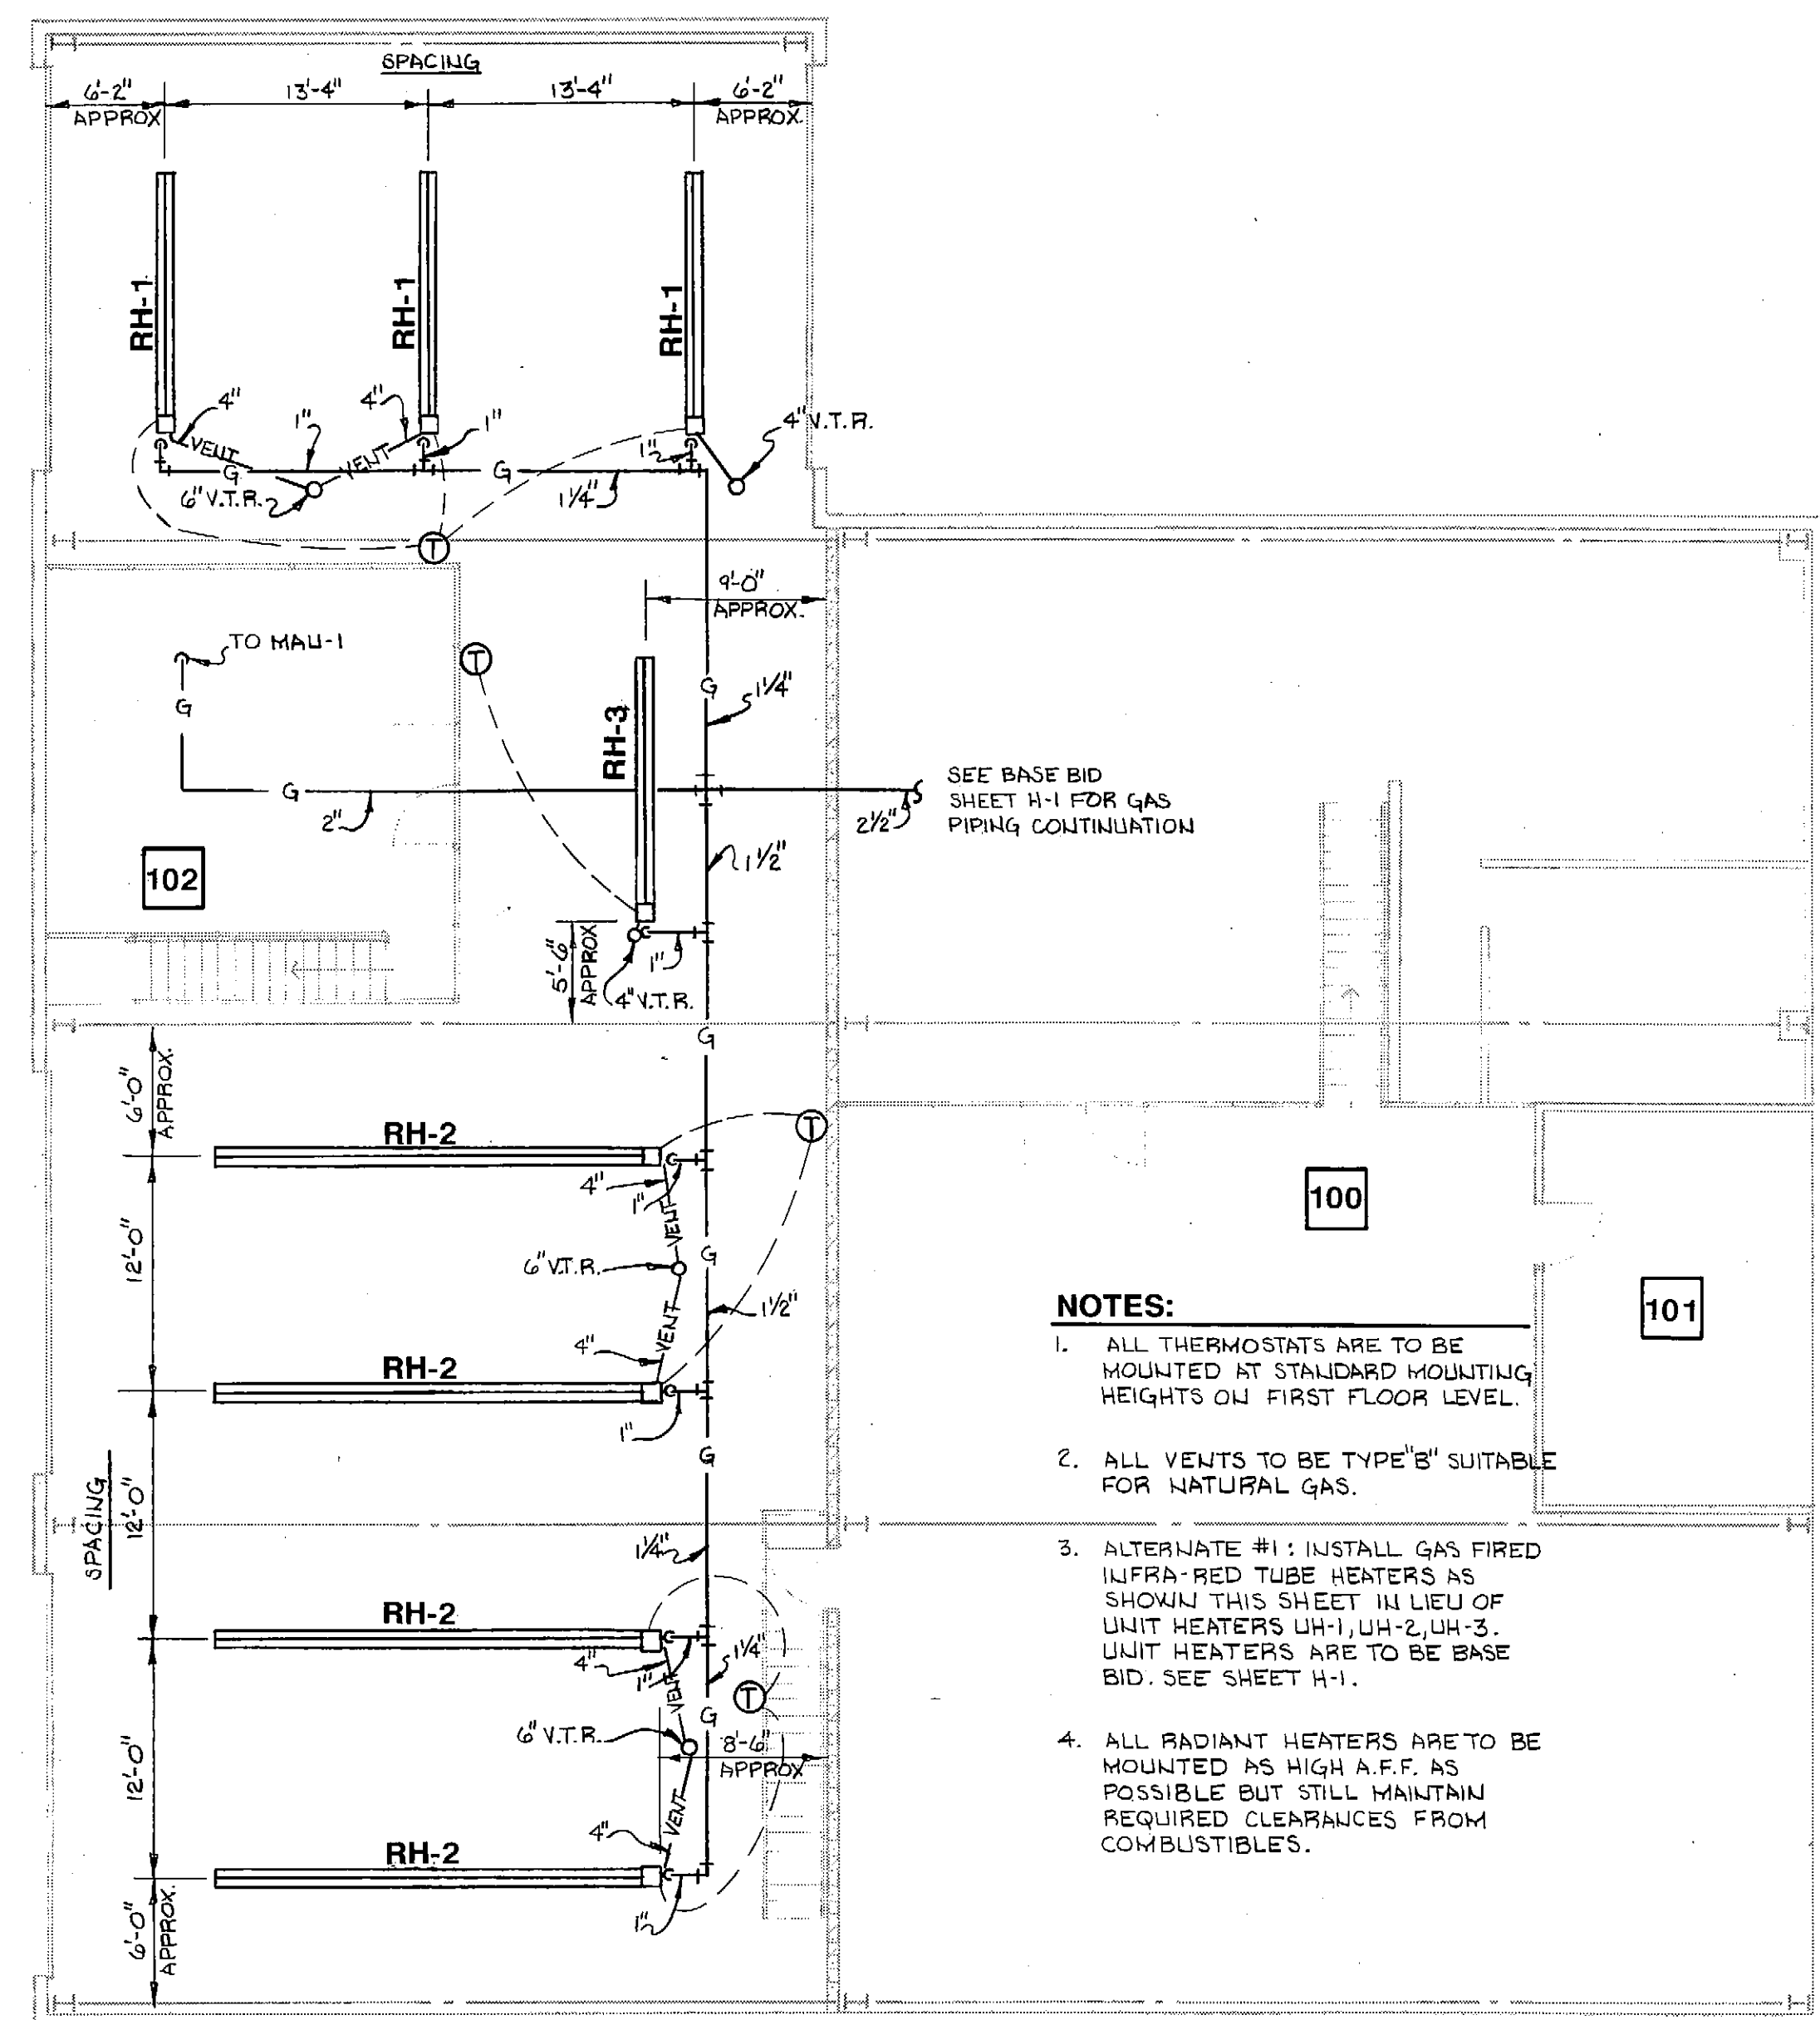 SPACING
6'-2"
APPROX.
13'-4"
13'-4"
6'-2"
APPROX.
RH-1
RH-1
RH-1
4"
VENT
1"
4"
VENT
1"
1"
4" V.T.R.
G
G
6" V.T.R.
1 1/4"
T
9'-0"
APPROX.
TO MAU-1
T
G
G
1 1/4"
RH-3
G
2"
2 1/2"
SEE BASE BID
SHEET H-1 FOR GAS
PIPING CONTINUATION
1 1/2"
102
5'-6"
APPROX
1"
4" V.T.R.
G
6'-0"
APPROX.
RH-2
T
4"
1"
VENT
12'-0"
6" V.T.R.
G
VENT
1 1/2"
4"
RH-2
1"
100
101
G
SPACING
12'-0"
1 1/4"
RH-2
4"
1"
1 1/4"
VENT
T
G
6" V.T.R.
8'-6"
APPROX
12'-0"
VENT
4"
RH-2
1"
6'-0"
APPROX.
NOTES:
1. ALL THERMOSTATS ARE TO BE
MOUNTED AT STANDARD MOUNTING
HEIGHTS ON FIRST FLOOR LEVEL.
2. ALL VENTS TO BE TYPE "B" SUITABLE
FOR NATURAL GAS.
3. ALTERNATE #1: INSTALL GAS FIRED
INFRA-RED TUBE HEATERS AS
SHOWN THIS SHEET IN LIEU OF
UNIT HEATERS UH-1, UH-2, UH-3.
UNIT HEATERS ARE TO BE BASE
BID. SEE SHEET H-1.
4. ALL RADIANT HEATERS ARE TO BE
MOUNTED AS HIGH A.F.F. AS
POSSIBLE BUT STILL MAINTAIN
REQUIRED CLEARANCES FROM
COMBUSTIBLES.